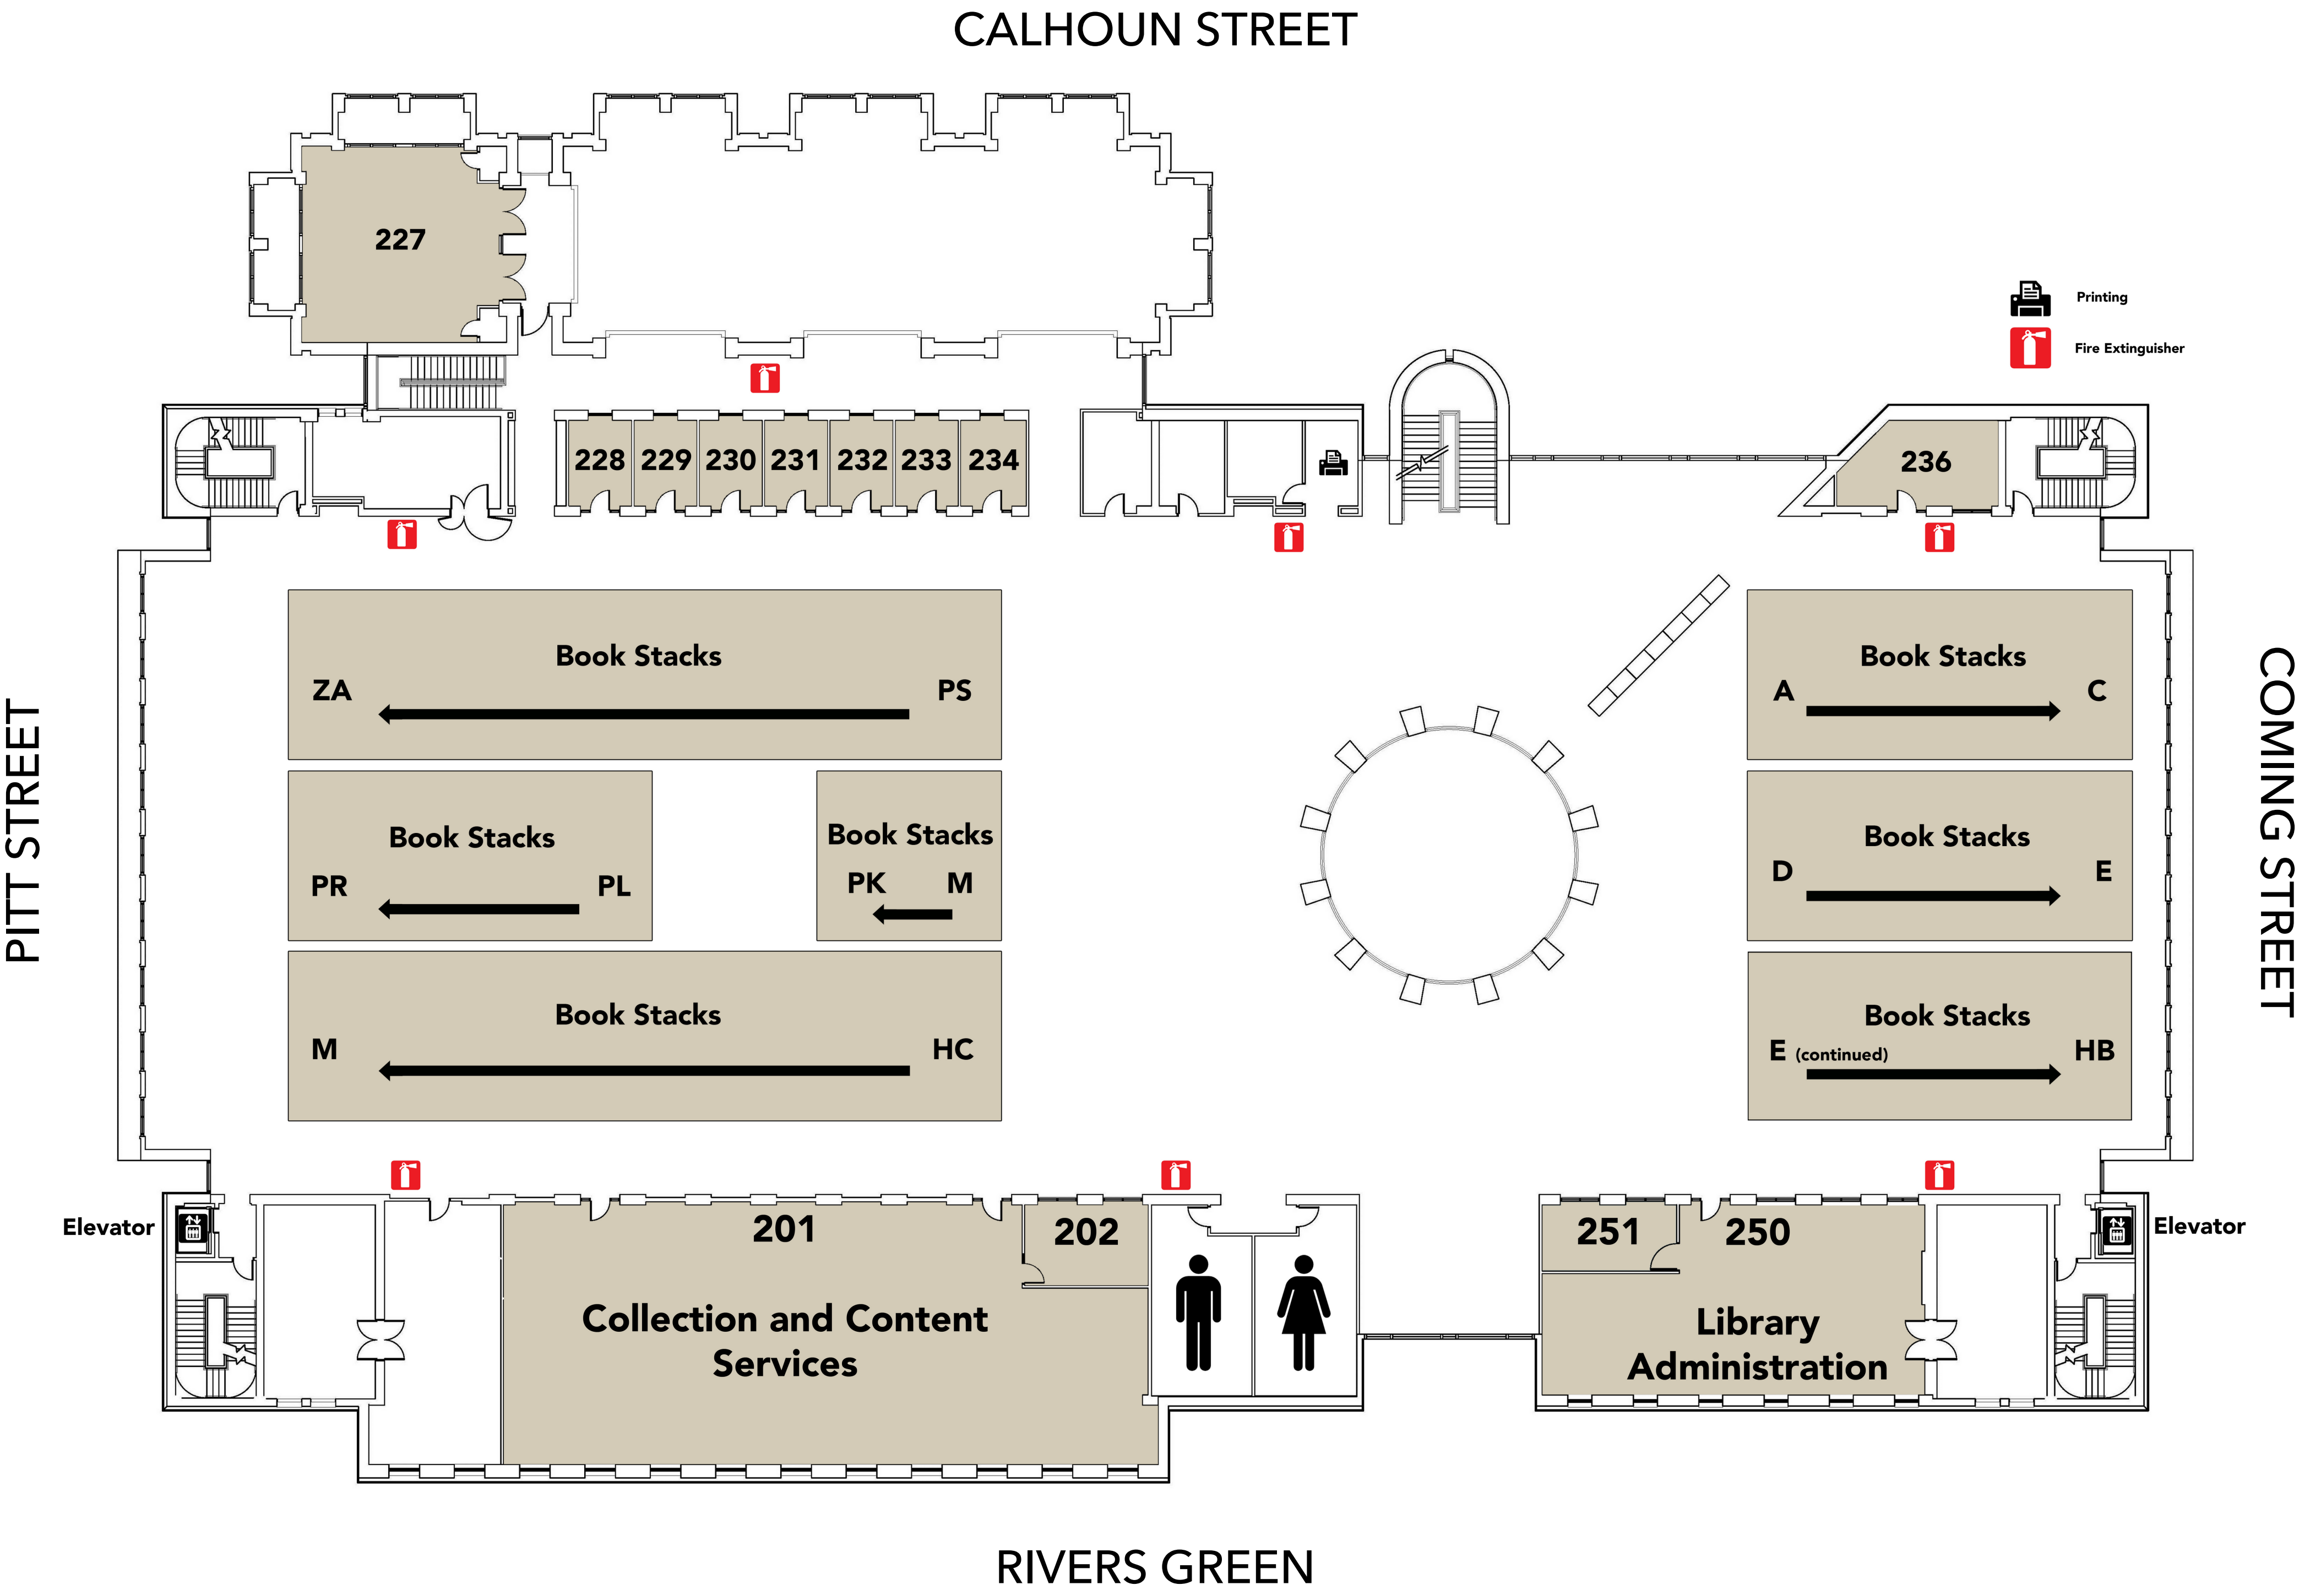 CALHOUN STREET
227
Printing
Fire Extinguisher
228 229 230 231 232 233 234
236
Book Stacks
ZA PS
Book Stacks
A C
PITT STREET
COMING STREET
Book Stacks
PR PL
Book Stacks
PK M
Book Stacks
D E
Book Stacks
M HC
Book Stacks
E (continued) HB
Elevator
201
202
251
250
Elevator
Collection and Content
Services
Library
Administration
RIVERS GREEN